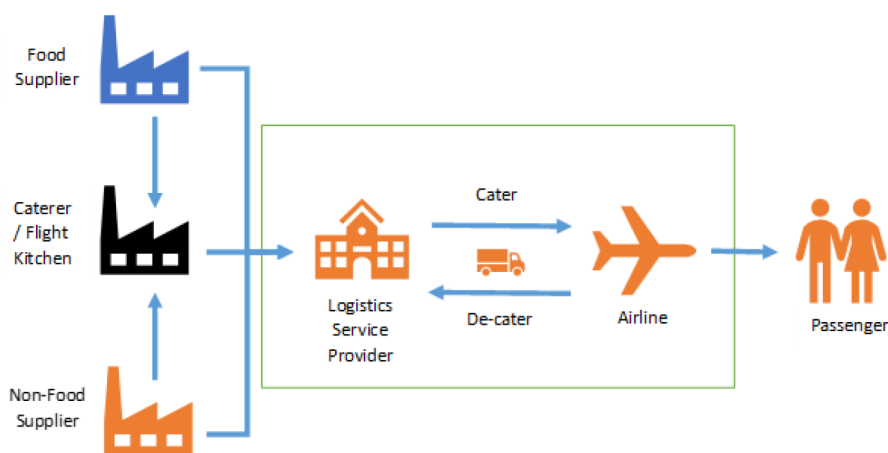 Food
Supplier
Caterer
/ Flight
Kitchen
Non-Food
Supplier
Cater
De-cater
Logistics
Service
Provider
Airline
Passenger